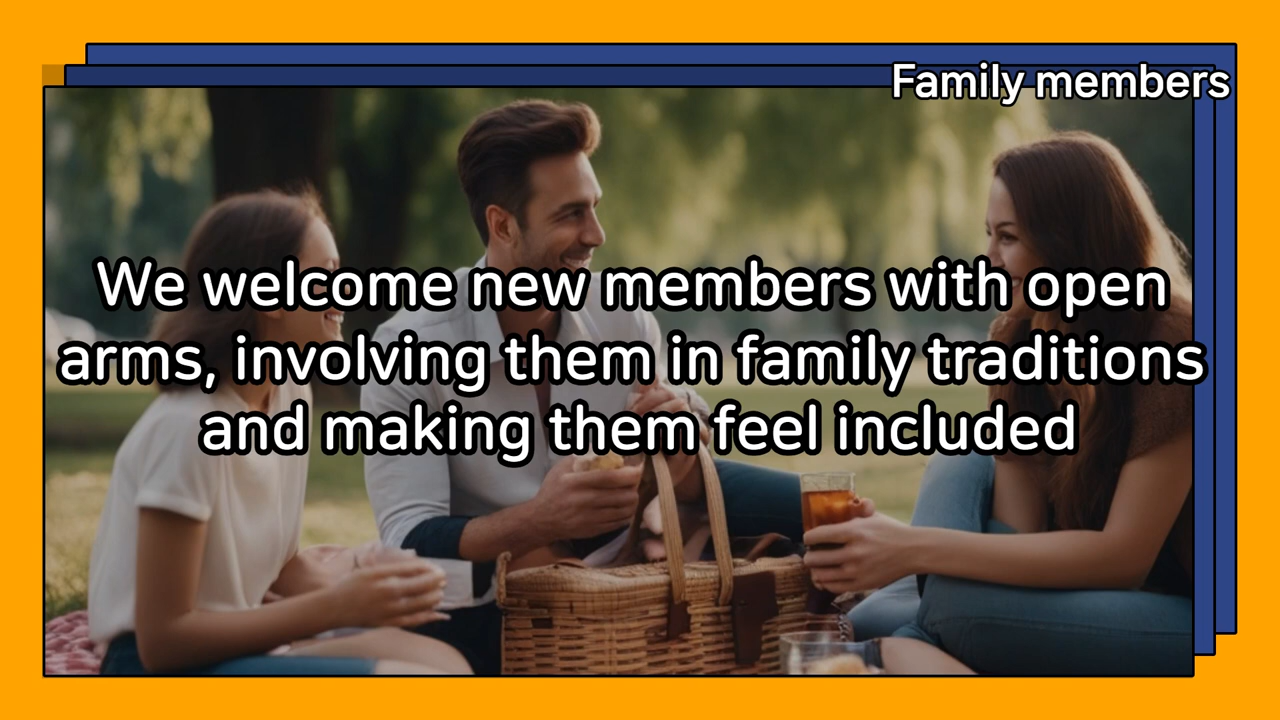 Family members
We welcome new members with open
arms, involving them in family traditions
and making them feel included